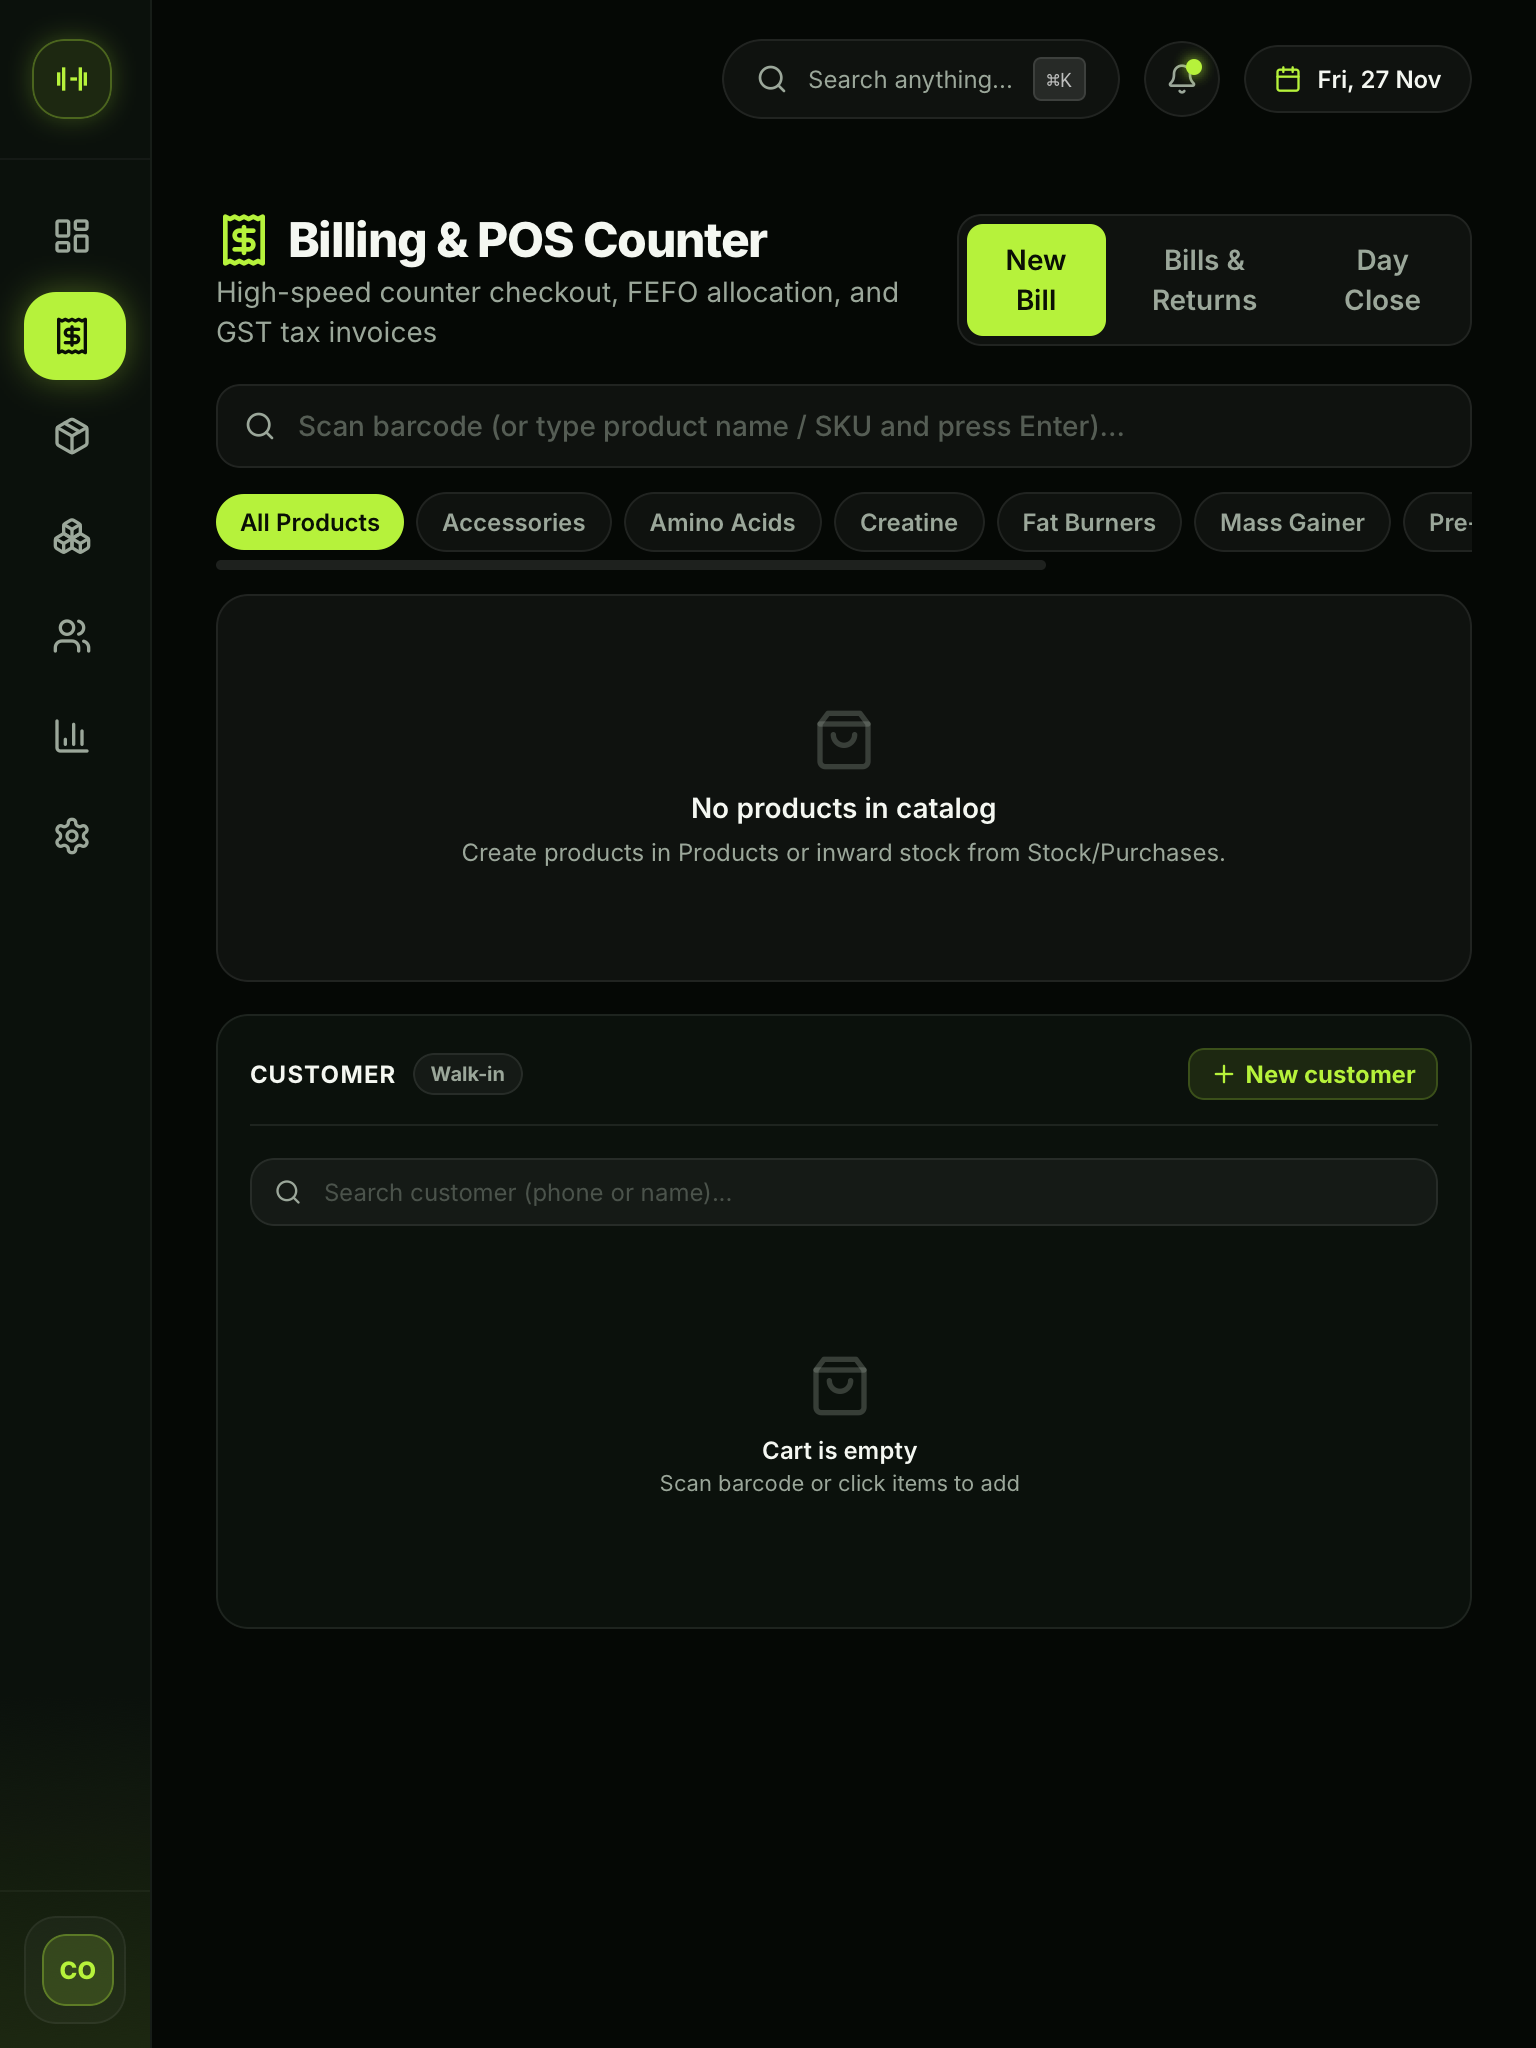 Search anything...
⌘K
Fri, 27 Nov
Billing & POS Counter
High-speed counter checkout, FEFO allocation, and
GST tax invoices
New
Bill
Bills &
Returns
Day
Close
Scan barcode (or type product name / SKU and press Enter)...
All Products
Accessories
Amino Acids
Creatine
Fat Burners
Mass Gainer
Pre-
No products in catalog
Create products in Products or inward stock from Stock/Purchases.
CUSTOMER
Walk-in
+ New customer
Search customer (phone or name)...
Cart is empty
Scan barcode or click items to add
CO